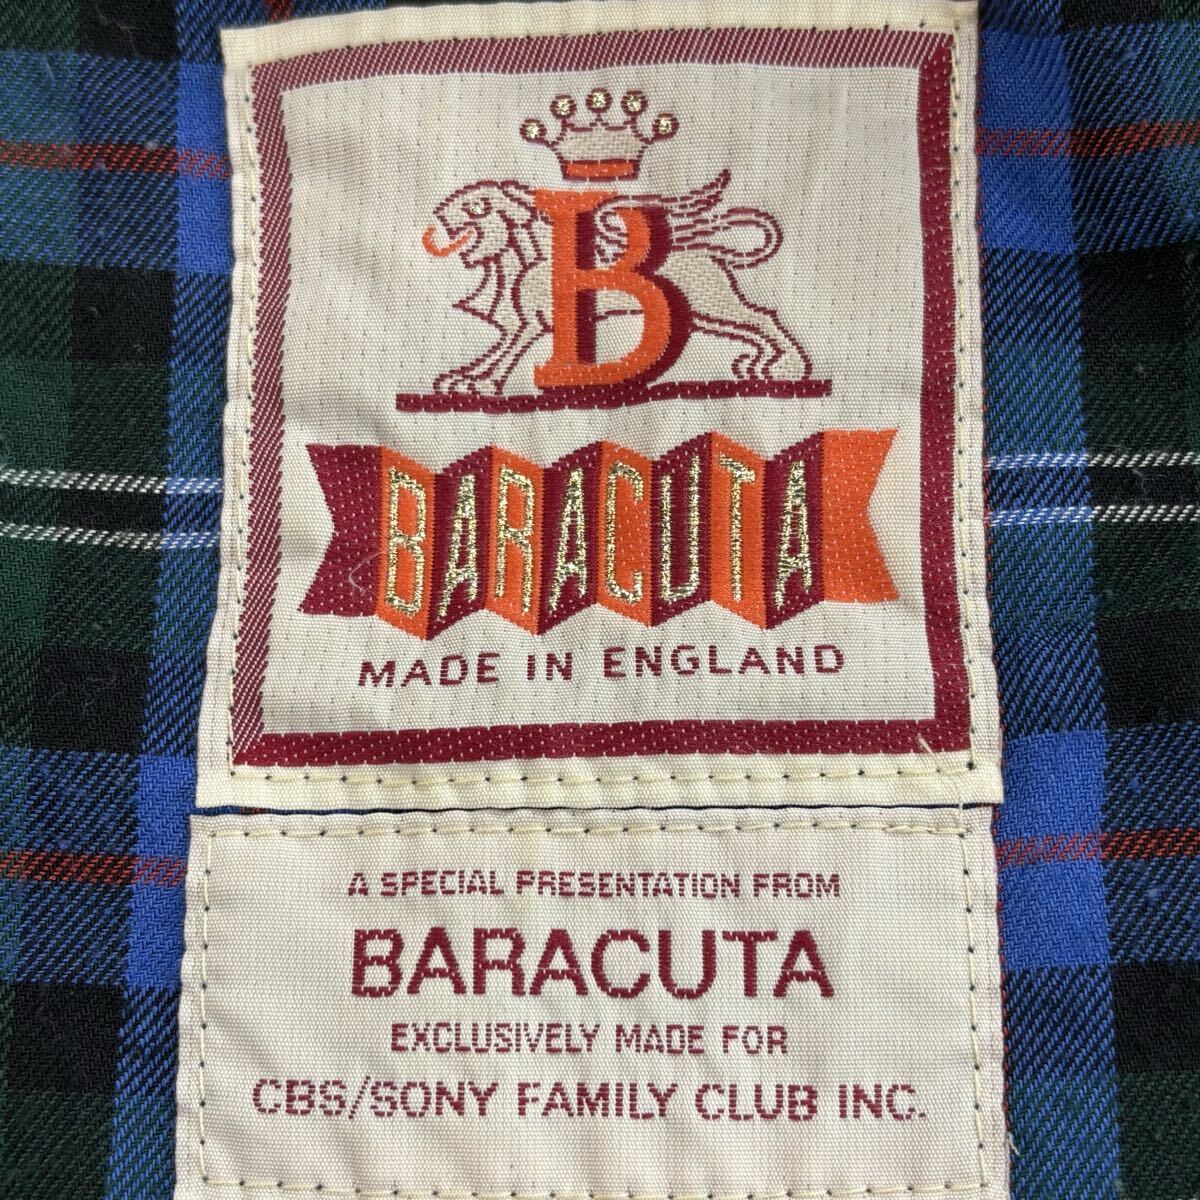 B
BARACUTA
MADE IN ENGLAND
A SPECIAL PRESENTATION FROM
BARACUTA
EXCLUSIVELY MADE FOR
CBS/SONY FAMILY CLUB INC.